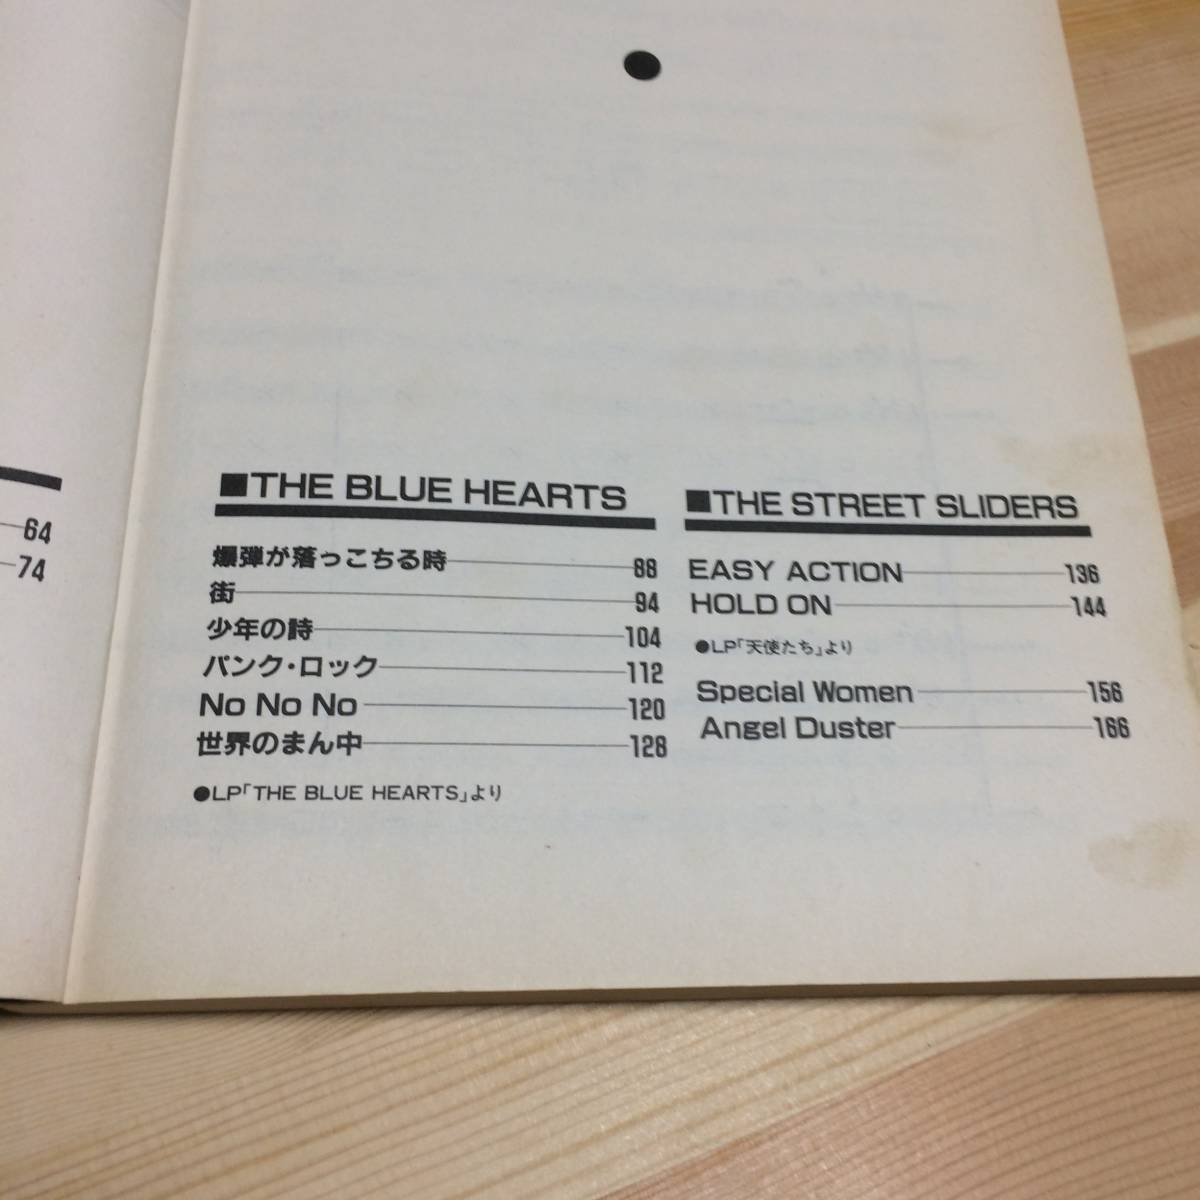 64
74
■THE BLUE HEARTS
爆弾が落っこちる時 88
街 94
少年の詩 104
パンク・ロック 112
No No No 120
世界のまん中 128
●LP「THE BLUE HEARTS」より
■THE STREET SLIDERS
EASY ACTION 136
HOLD ON 144
●LP「天使たち」より
Special Women 156
Angel Duster 166